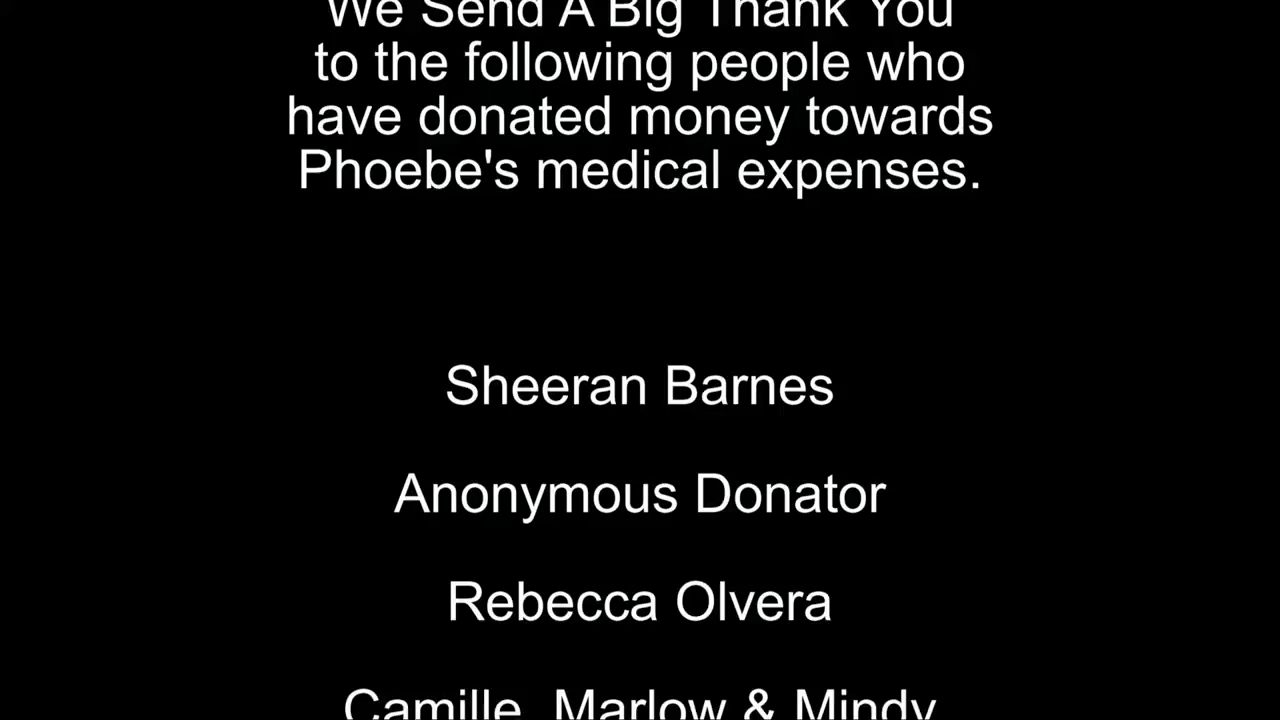 We Send A Big Thank You
to the following people who
have donated money towards
Phoebe's medical expenses.
Sheeran Barnes
Anonymous Donator
Rebecca Olvera
Camille, Marlow & Mindy